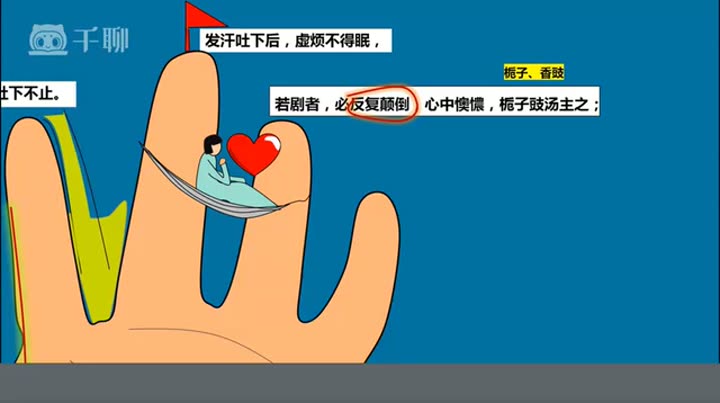 千聊
发汗吐下后，虚烦不得眠，
栀子、香豉
吐下不止。
若剧者，必反复颠倒 心中懊憹，栀子豉汤主之；